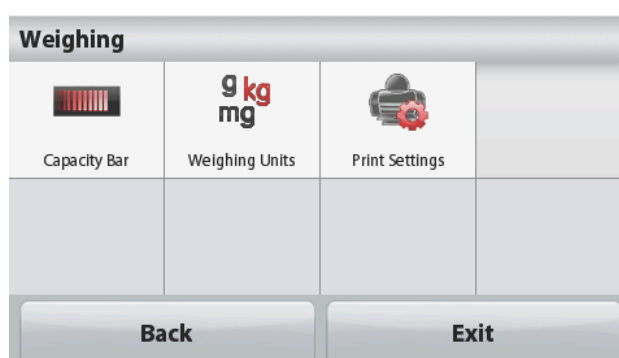 Weighing
g kg
mg
Capacity Bar
Weighing Units
Print Settings
Back
Exit